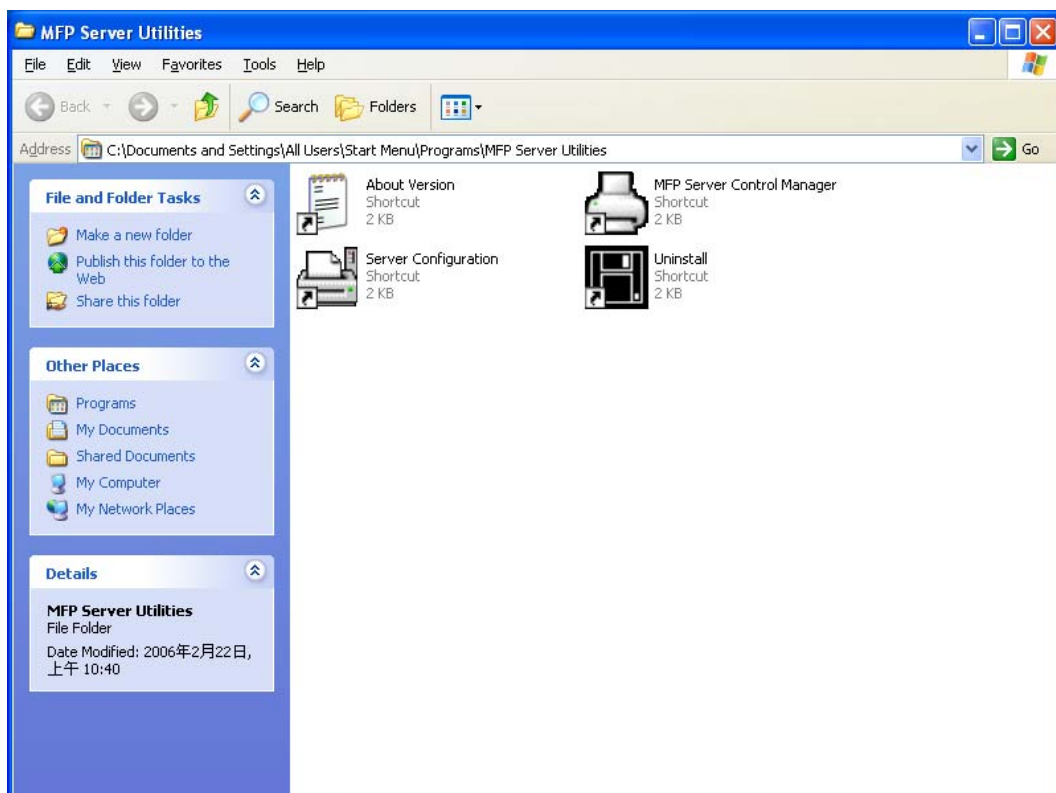 MFP Server Utilities
File Edit View Favorites Tools Help
Back Search Folders
Address C:\Documents and Settings\All Users\Start Menu\Programs\MFP Server Utilities Go
File and Folder Tasks
Make a new folder
Publish this folder to the
Web
Share this folder
Other Places
Programs
My Documents
Shared Documents
My Computer
My Network Places
Details
MFP Server Utilities
File Folder
Date Modified: 2006年2月22日,
上午 10:40
About Version
Shortcut
2 KB
MFP Server Control Manager
Shortcut
2 KB
Server Configuration
Shortcut
2 KB
Uninstall
Shortcut
2 KB